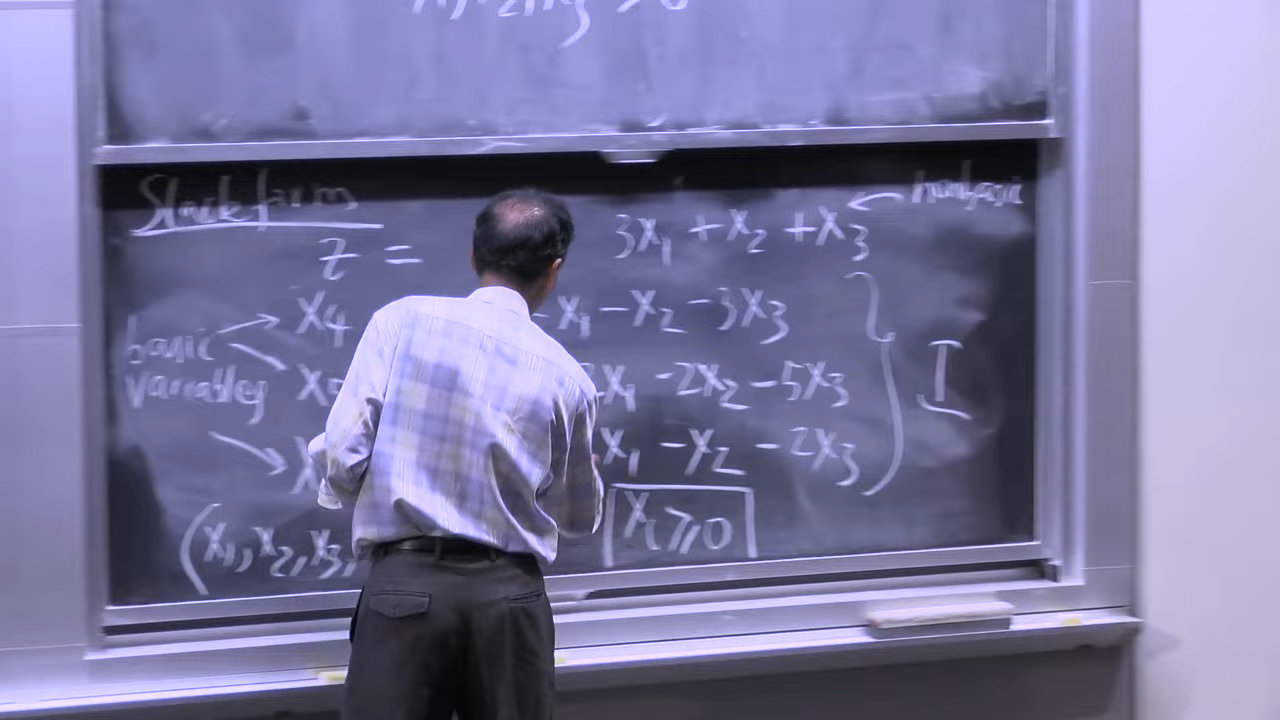 Slack form
z = 3x₁ + x₂ + x₃ ← nonbasic
x₄ - x₁ - x₂ - 3x₃
basic variables
x₁ - 2x₂ - 5x₃
I
x₁ - x₂ - 2x₃
xᵢ ≥ 0
(x₁, x₂, x₃,